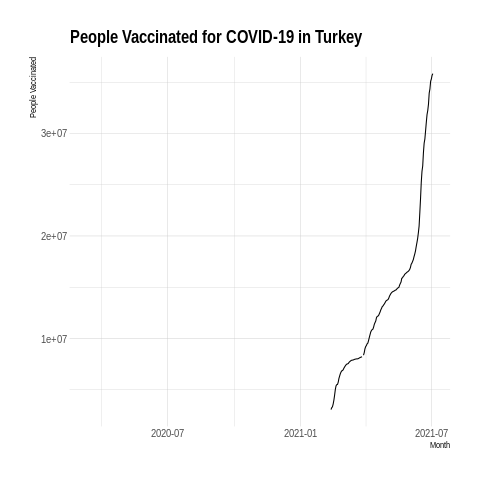 People Vaccinated for COVID-19 in Turkey
People Vaccinated
3e+07
2e+07
1e+07
2020-07
2021-01
2021-07
Month